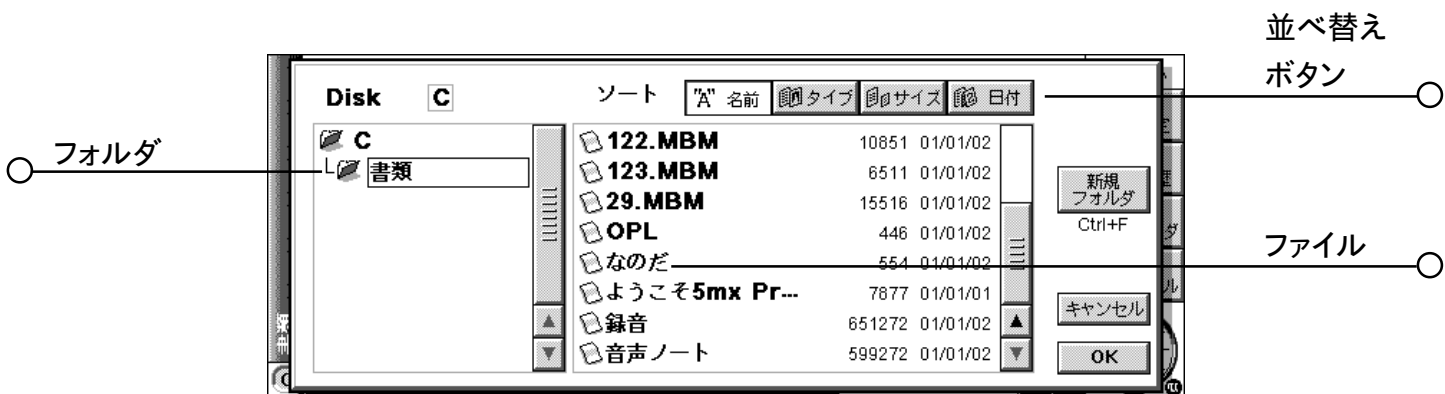 並べ替え
ボタン
フォルダ
ファイル
Disk C
ソート "A" 名前 タイプ サイズ 日付
C
書類
122.MBM 10851 01/01/02
123.MBM 6511 01/01/02
29.MBM 15516 01/01/02
OPL 446 01/01/02
なのだ 554 01/01/02
ようこそ5mx Pr... 7877 01/01/01
録音 651272 01/01/02
音声ノート 599272 01/01/02
新規
フォルダ
Ctrl+F
キャンセル
OK